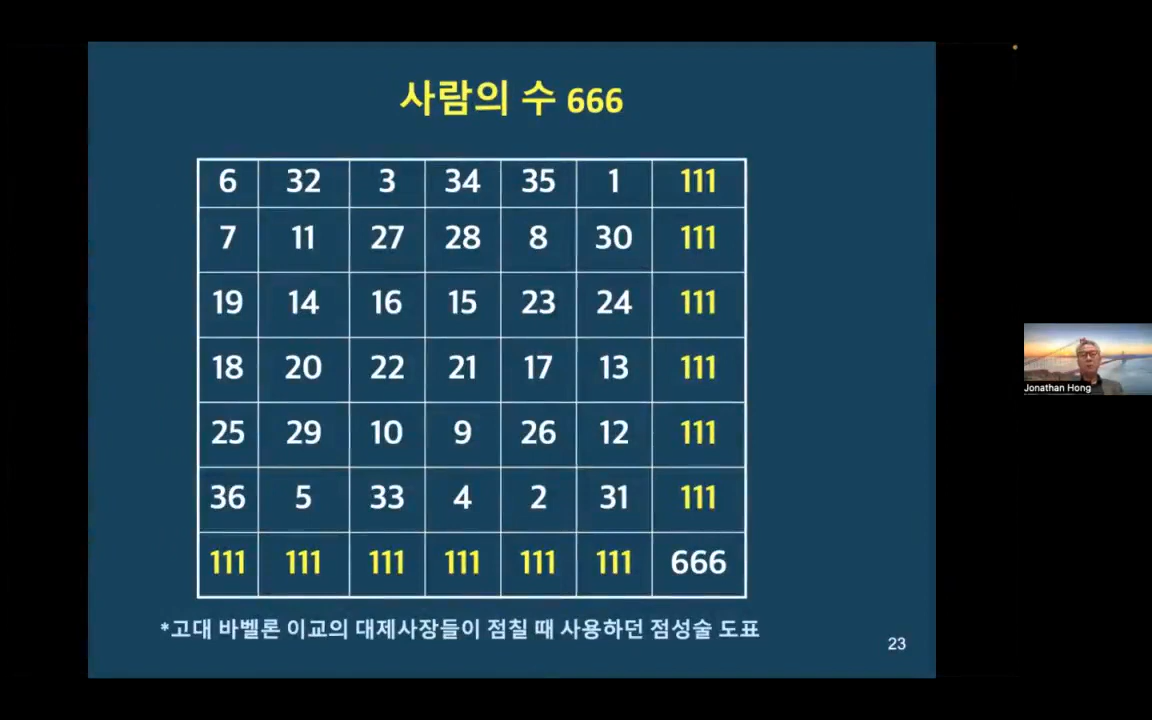 사람의 수 666
6 32 3 34 35 1 111
7 11 27 28 8 30 111
19 14 16 15 23 24 111
18 20 22 21 17 13 111
25 29 10 9 26 12 111
36 5 33 4 2 31 111
111 111 111 111 111 111 666
*고대 바벨론 이교의 대제사장들이 점칠 때 사용하던 점성술 도표
23
Jonathan Hong